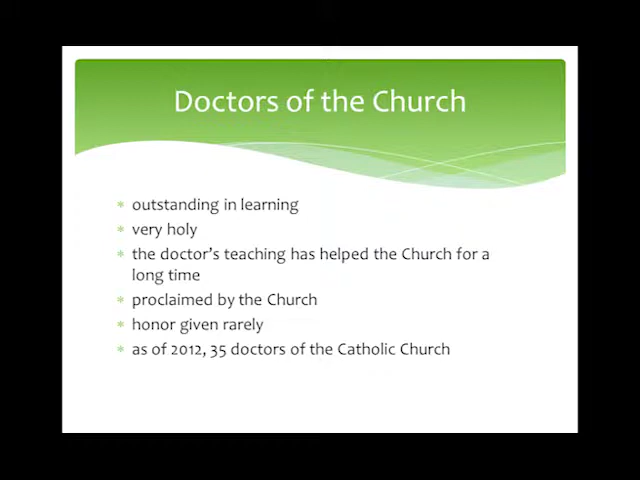 Doctors of the Church
* outstanding in learning
* very holy
* the doctor's teaching has helped the Church for a
long time
* proclaimed by the Church
* honor given rarely
* as of 2012, 35 doctors of the Catholic Church